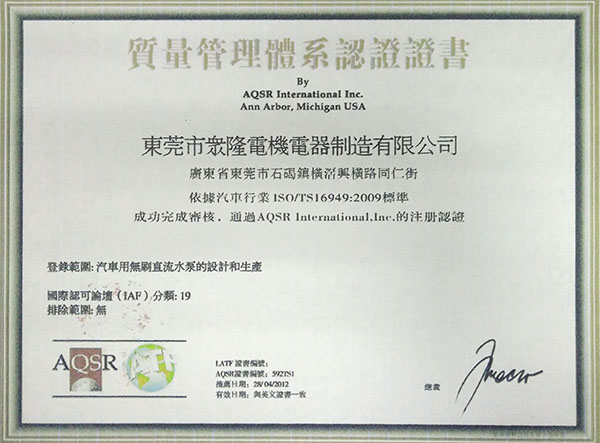 質量管理體系認證證書
By
AQSR International Inc.
Ann Arbor, Michigan USA
東莞市眾隆電機電器制造有限公司
廣東省東莞市石碣鎮橫滘興橫路同仁街
依據汽車行業ISO/TS16949:2009標準
成功完成審核，通過AQSR International,Inc.的注册認證
登錄範圍:汽車用無刷直流水泵的設計和生產
國際認可論壇（IAF）分類:19
排除範圍:無
AQSR
IATF
IATF證書編號:
AQSR證書編號: 592TS1
推薦日期: 28/04/2012
有效日期: 與英文證書一致
總裁